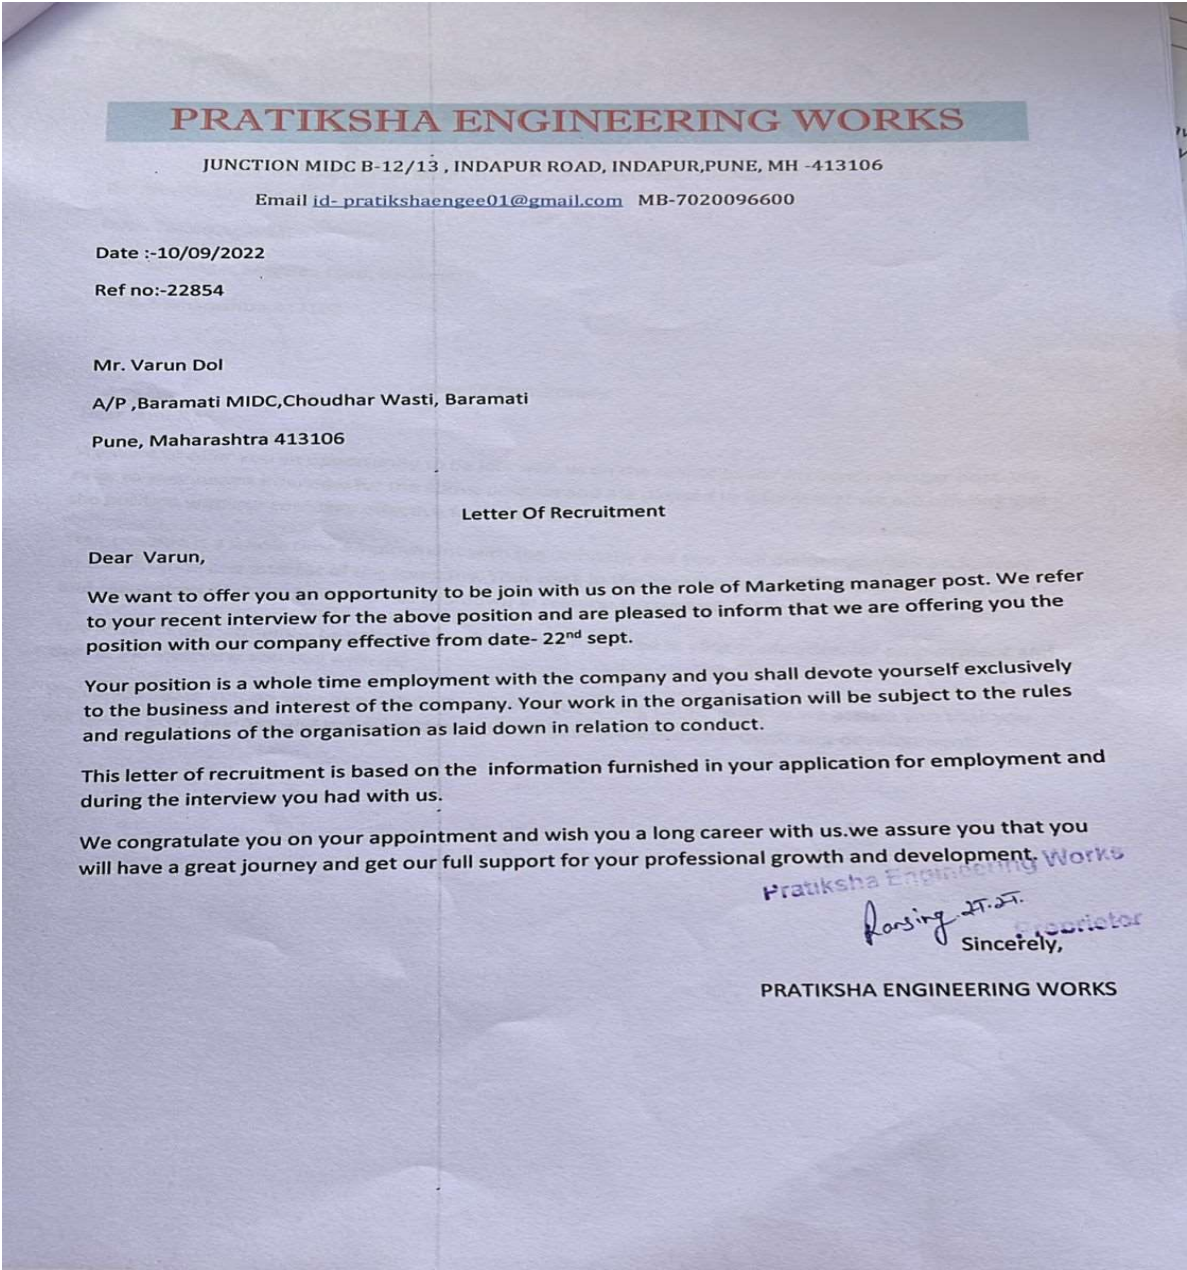 PRATIKSHA ENGINEERING WORKS
JUNCTION MIDC B-12/13 , INDAPUR ROAD, INDAPUR,PUNE, MH -413106
Email id- pratikshaengee01@gmail.com MB-7020096600
Date :-10/09/2022
Ref no:-22854
Mr. Varun Dol
A/P ,Baramati MIDC,Choudhar Wasti, Baramati
Pune, Maharashtra 413106
Letter Of Recruitment
Dear Varun,
We want to offer you an opportunity to be join with us on the role of Marketing manager post. We refer
to your recent interview for the above position and are pleased to inform that we are offering you the
position with our company effective from date- 22nd sept.
Your position is a whole time employment with the company and you shall devote yourself exclusively
to the business and interest of the company. Your work in the organisation will be subject to the rules
and regulations of the organisation as laid down in relation to conduct.
This letter of recruitment is based on the information furnished in your application for employment and
during the interview you had with us.
We congratulate you on your appointment and wish you a long career with us.we assure you that you
will have a great journey and get our full support for your professional growth and development.
Pratiksha Engineering Works
Proprietor
Sincerely,
PRATIKSHA ENGINEERING WORKS